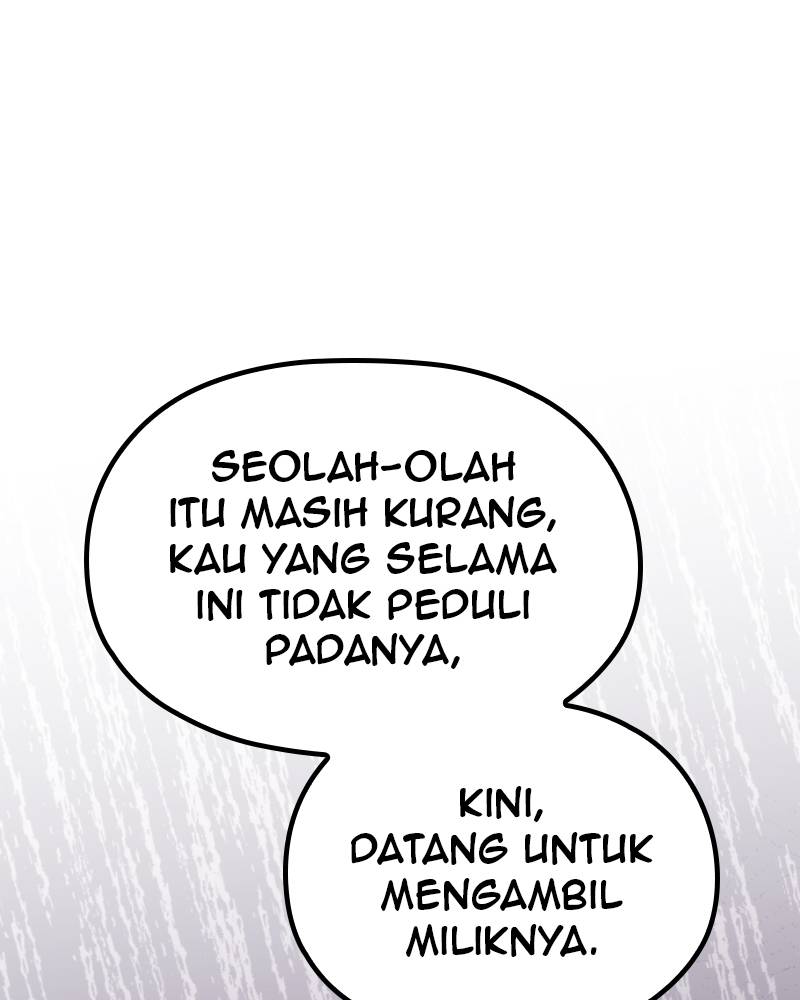 SEOLAH-OLAH
ITU MASIH KURANG,
KAU YANG SELAMA
INI TIDAK PEDULI
PADANYA,
KINI,
DATANG UNTUK
MENGAMBIL
MILIKNYA.